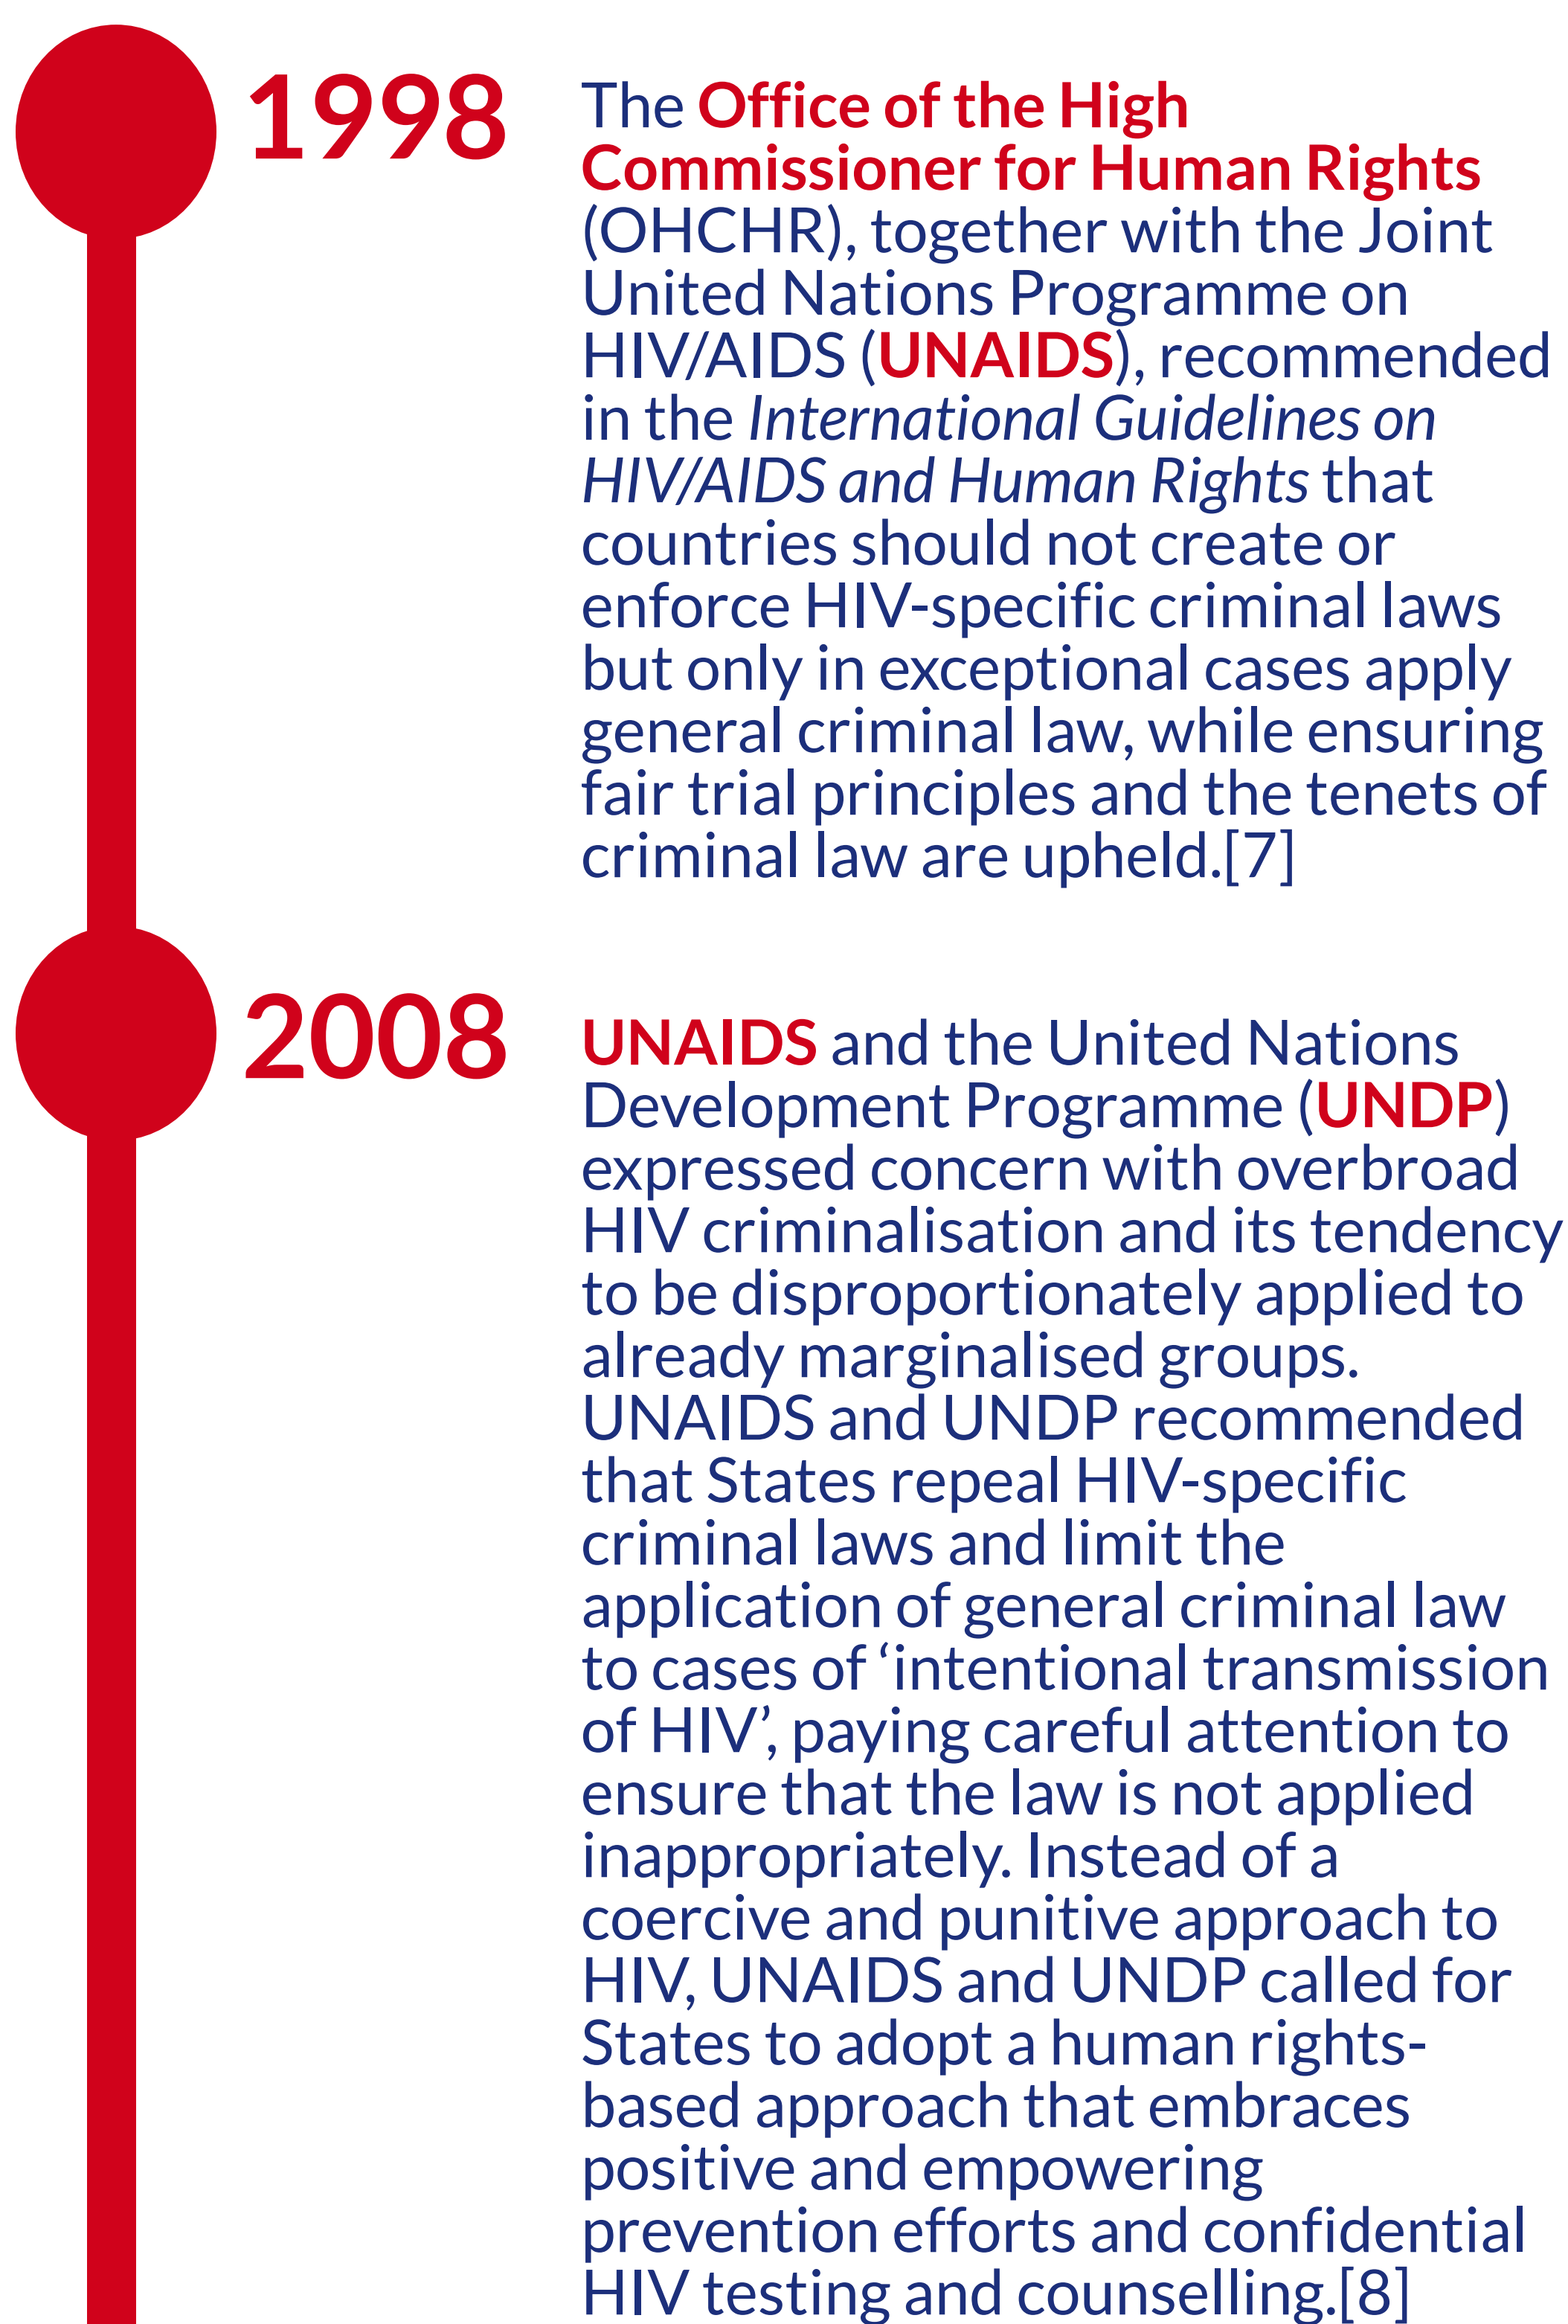 1998
The Office of the High
Commissioner for Human Rights
(OHCHR), together with the Joint
United Nations Programme on
HIV/AIDS (UNAIDS), recommended
in the International Guidelines on
HIV/AIDS and Human Rights that
countries should not create or
enforce HIV-specific criminal laws
but only in exceptional cases apply
general criminal law, while ensuring
fair trial principles and the tenets of
criminal law are upheld.[7]
2008
UNAIDS and the United Nations
Development Programme (UNDP)
expressed concern with overbroad
HIV criminalisation and its tendency
to be disproportionately applied to
already marginalised groups.
UNAIDS and UNDP recommended
that States repeal HIV-specific
criminal laws and limit the
application of general criminal law
to cases of ‘intentional transmission
of HIV’, paying careful attention to
ensure that the law is not applied
inappropriately. Instead of a
coercive and punitive approach to
HIV, UNAIDS and UNDP called for
States to adopt a human rights-
based approach that embraces
positive and empowering
prevention efforts and confidential
HIV testing and counselling.[8]